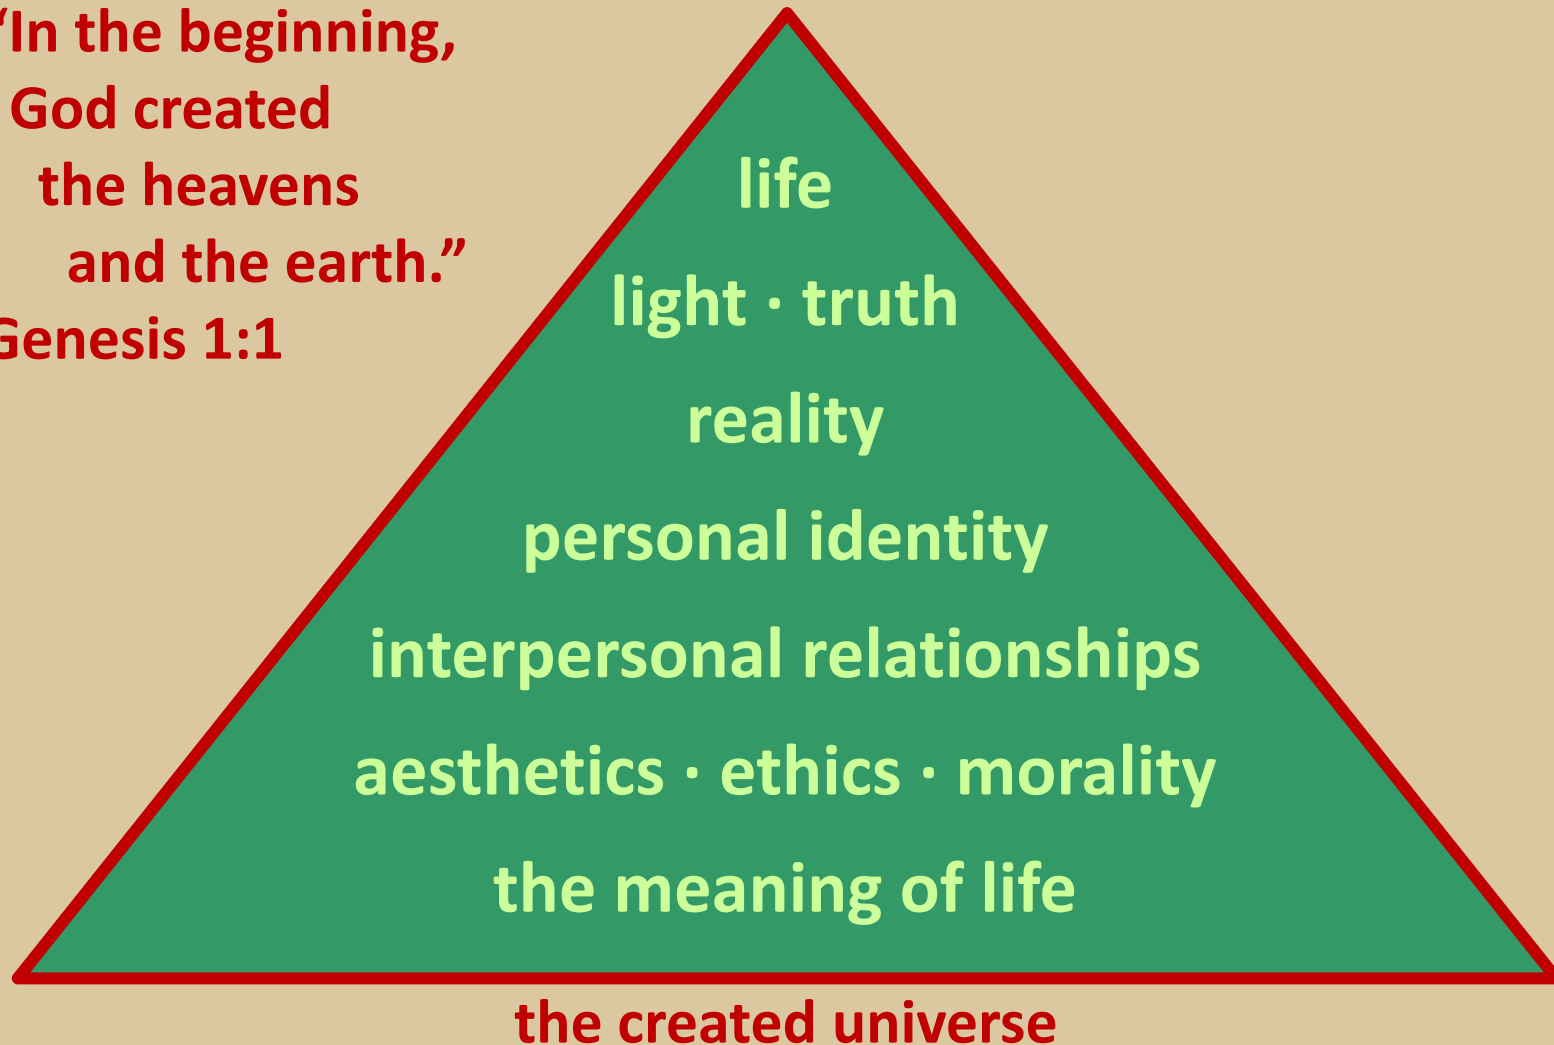 “In the beginning,
God created
the heavens
and the earth.”
Genesis 1:1
life
light · truth
reality
personal identity
interpersonal relationships
aesthetics · ethics · morality
the meaning of life
the created universe